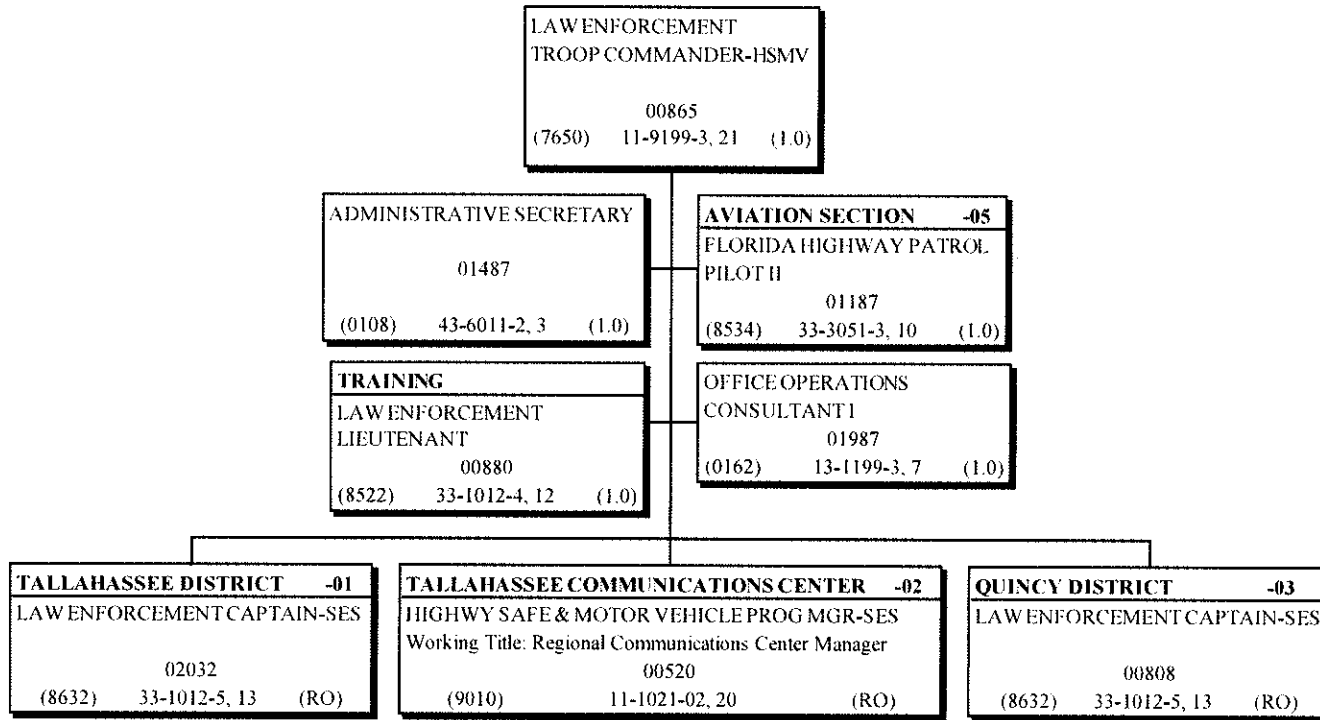 LAW ENFORCEMENT
TROOP COMMANDER-HSMV
00865
(7650) 11-9199-3, 21 (1.0)
ADMINISTRATIVE SECRETARY
01487
(0108) 43-6011-2, 3 (1.0)
AVIATION SECTION -05
FLORIDA HIGHWAY PATROL
PILOT II
01187
(8534) 33-3051-3, 10 (1.0)
TRAINING
LAW ENFORCEMENT
LIEUTENANT
00880
(8522) 33-1012-4, 12 (1.0)
OFFICE OPERATIONS
CONSULTANT I
01987
(0162) 13-1199-3, 7 (1.0)
TALLAHASSEE DISTRICT -01
LAW ENFORCEMENT CAPTAIN-SES
02032
(8632) 33-1012-5, 13 (RO)
TALLAHASSEE COMMUNICATIONS CENTER -02
HIGHWY SAFE & MOTOR VEHICLE PROG MGR-SES
Working Title: Regional Communications Center Manager
00520
(9010) 11-1021-02, 20 (RO)
QUINCY DISTRICT -03
LAW ENFORCEMENT CAPTAIN-SES
00808
(8632) 33-1012-5, 13 (RO)